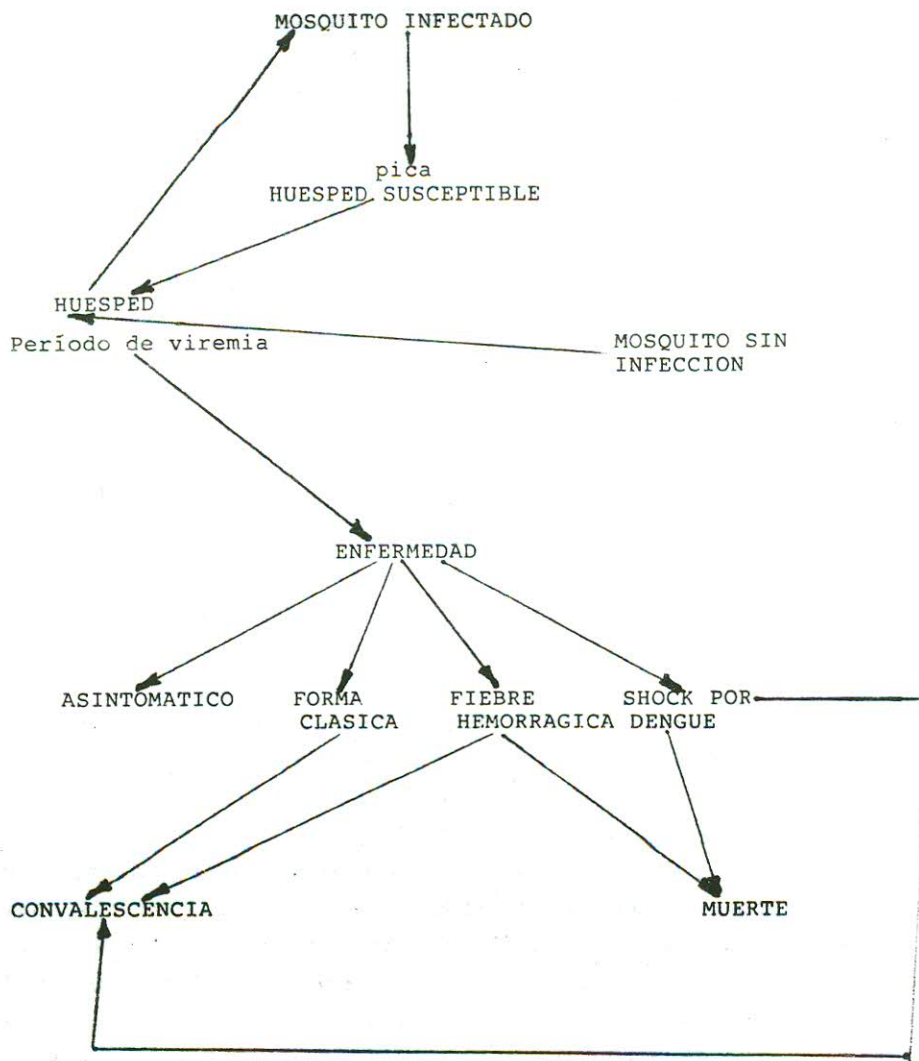 MOSQUITO INFECTADO
pica
HUESPED SUSCEPTIBLE
HUESPED
Período de viremia
MOSQUITO SIN
INFECCION
ENFERMEDAD
ASINTOMATICO
FORMA
CLASICA
FIEBRE
HEMORRAGICA
SHOCK POR
DENGUE
CONVALESCENCIA
MUERTE